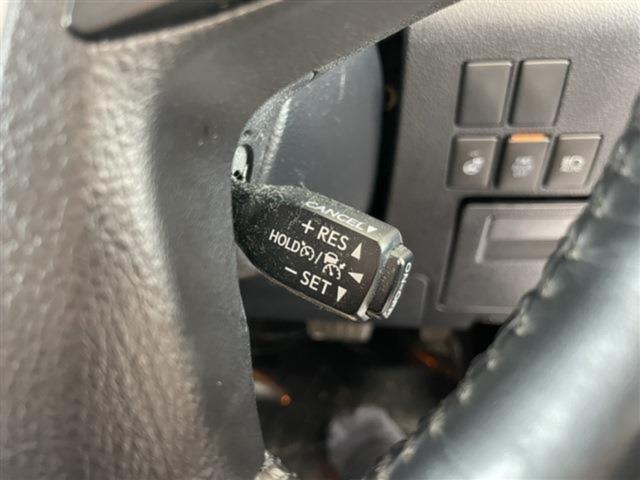 CANCEL▼
+RES▲
HOLD /  ◀
−SET▼